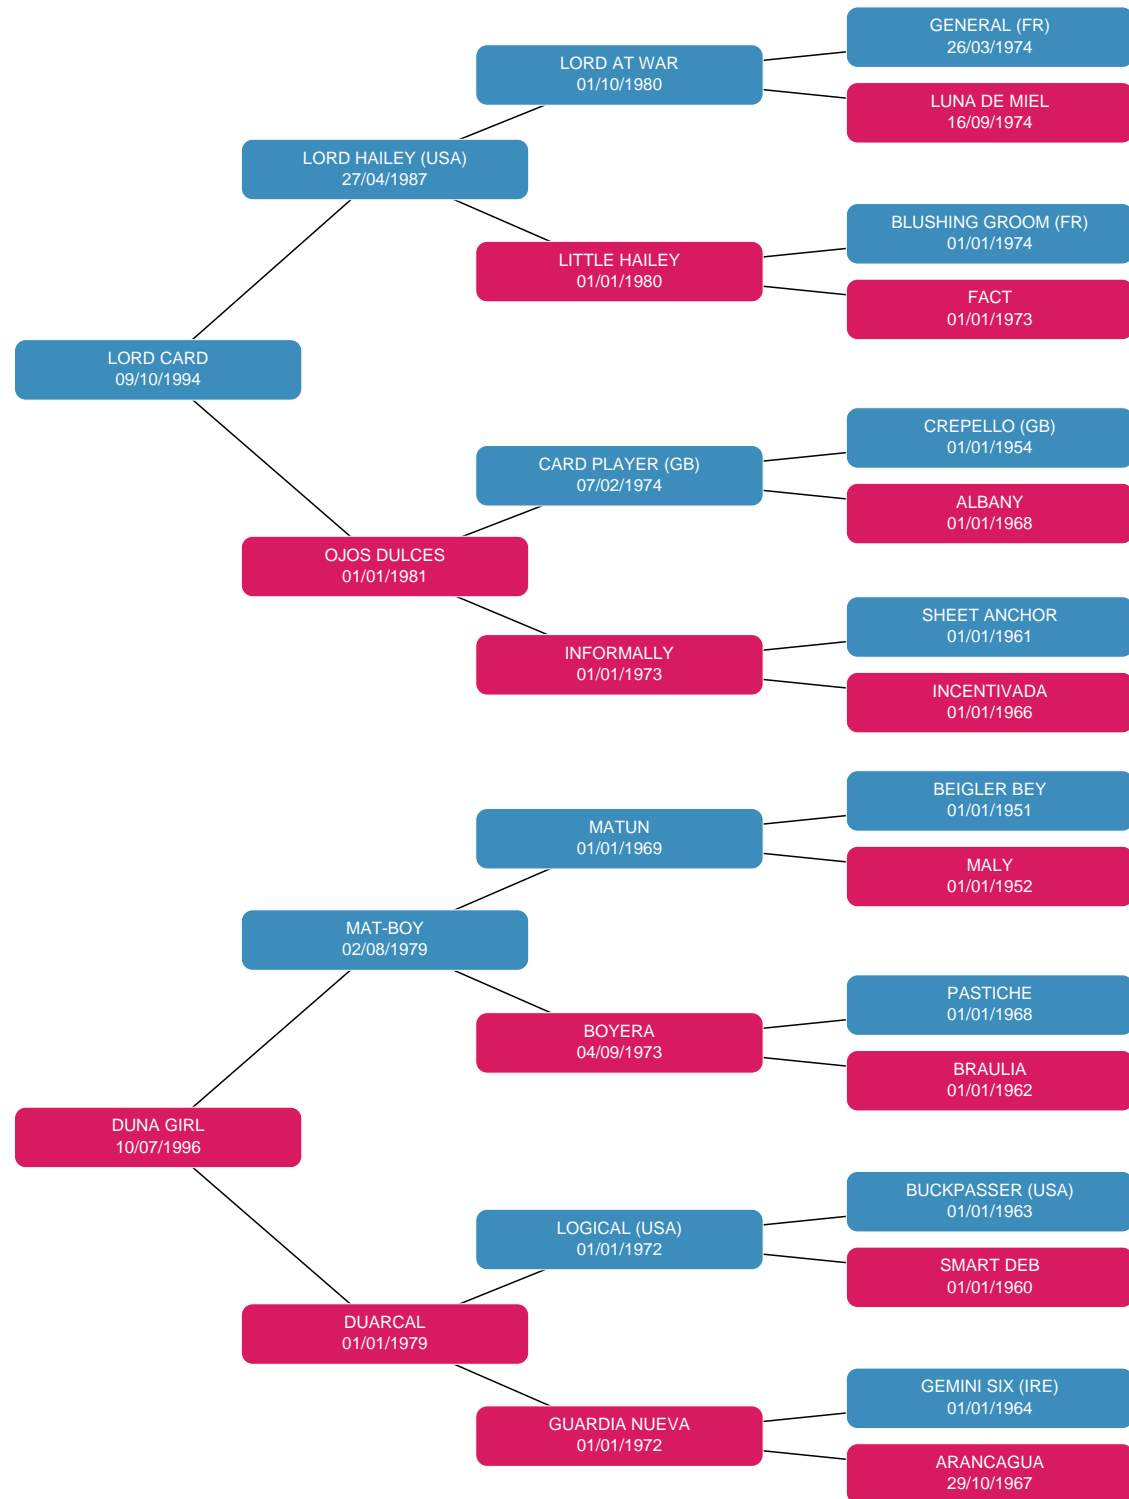 GENERAL (FR)
26/03/1974
LORD AT WAR
01/10/1980
LUNA DE MIEL
16/09/1974
LORD HAILEY (USA)
27/04/1987
BLUSHING GROOM (FR)
01/01/1974
LITTLE HAILEY
01/01/1980
FACT
01/01/1973
LORD CARD
09/10/1994
CREPELLO (GB)
01/01/1954
CARD PLAYER (GB)
07/02/1974
ALBANY
01/01/1968
OJOS DULCES
01/01/1981
SHEET ANCHOR
01/01/1961
INFORMALLY
01/01/1973
INCENTIVADA
01/01/1966
BEIGLER BEY
01/01/1951
MATUN
01/01/1969
MALY
01/01/1952
MAT-BOY
02/08/1979
PASTICHE
01/01/1968
BOYERA
04/09/1973
BRAULIA
01/01/1962
DUNA GIRL
10/07/1996
BUCKPASSER (USA)
01/01/1963
LOGICAL (USA)
01/01/1972
SMART DEB
01/01/1960
DUARCAL
01/01/1979
GEMINI SIX (IRE)
01/01/1964
GUARDIA NUEVA
01/01/1972
ARANCAGUA
29/10/1967